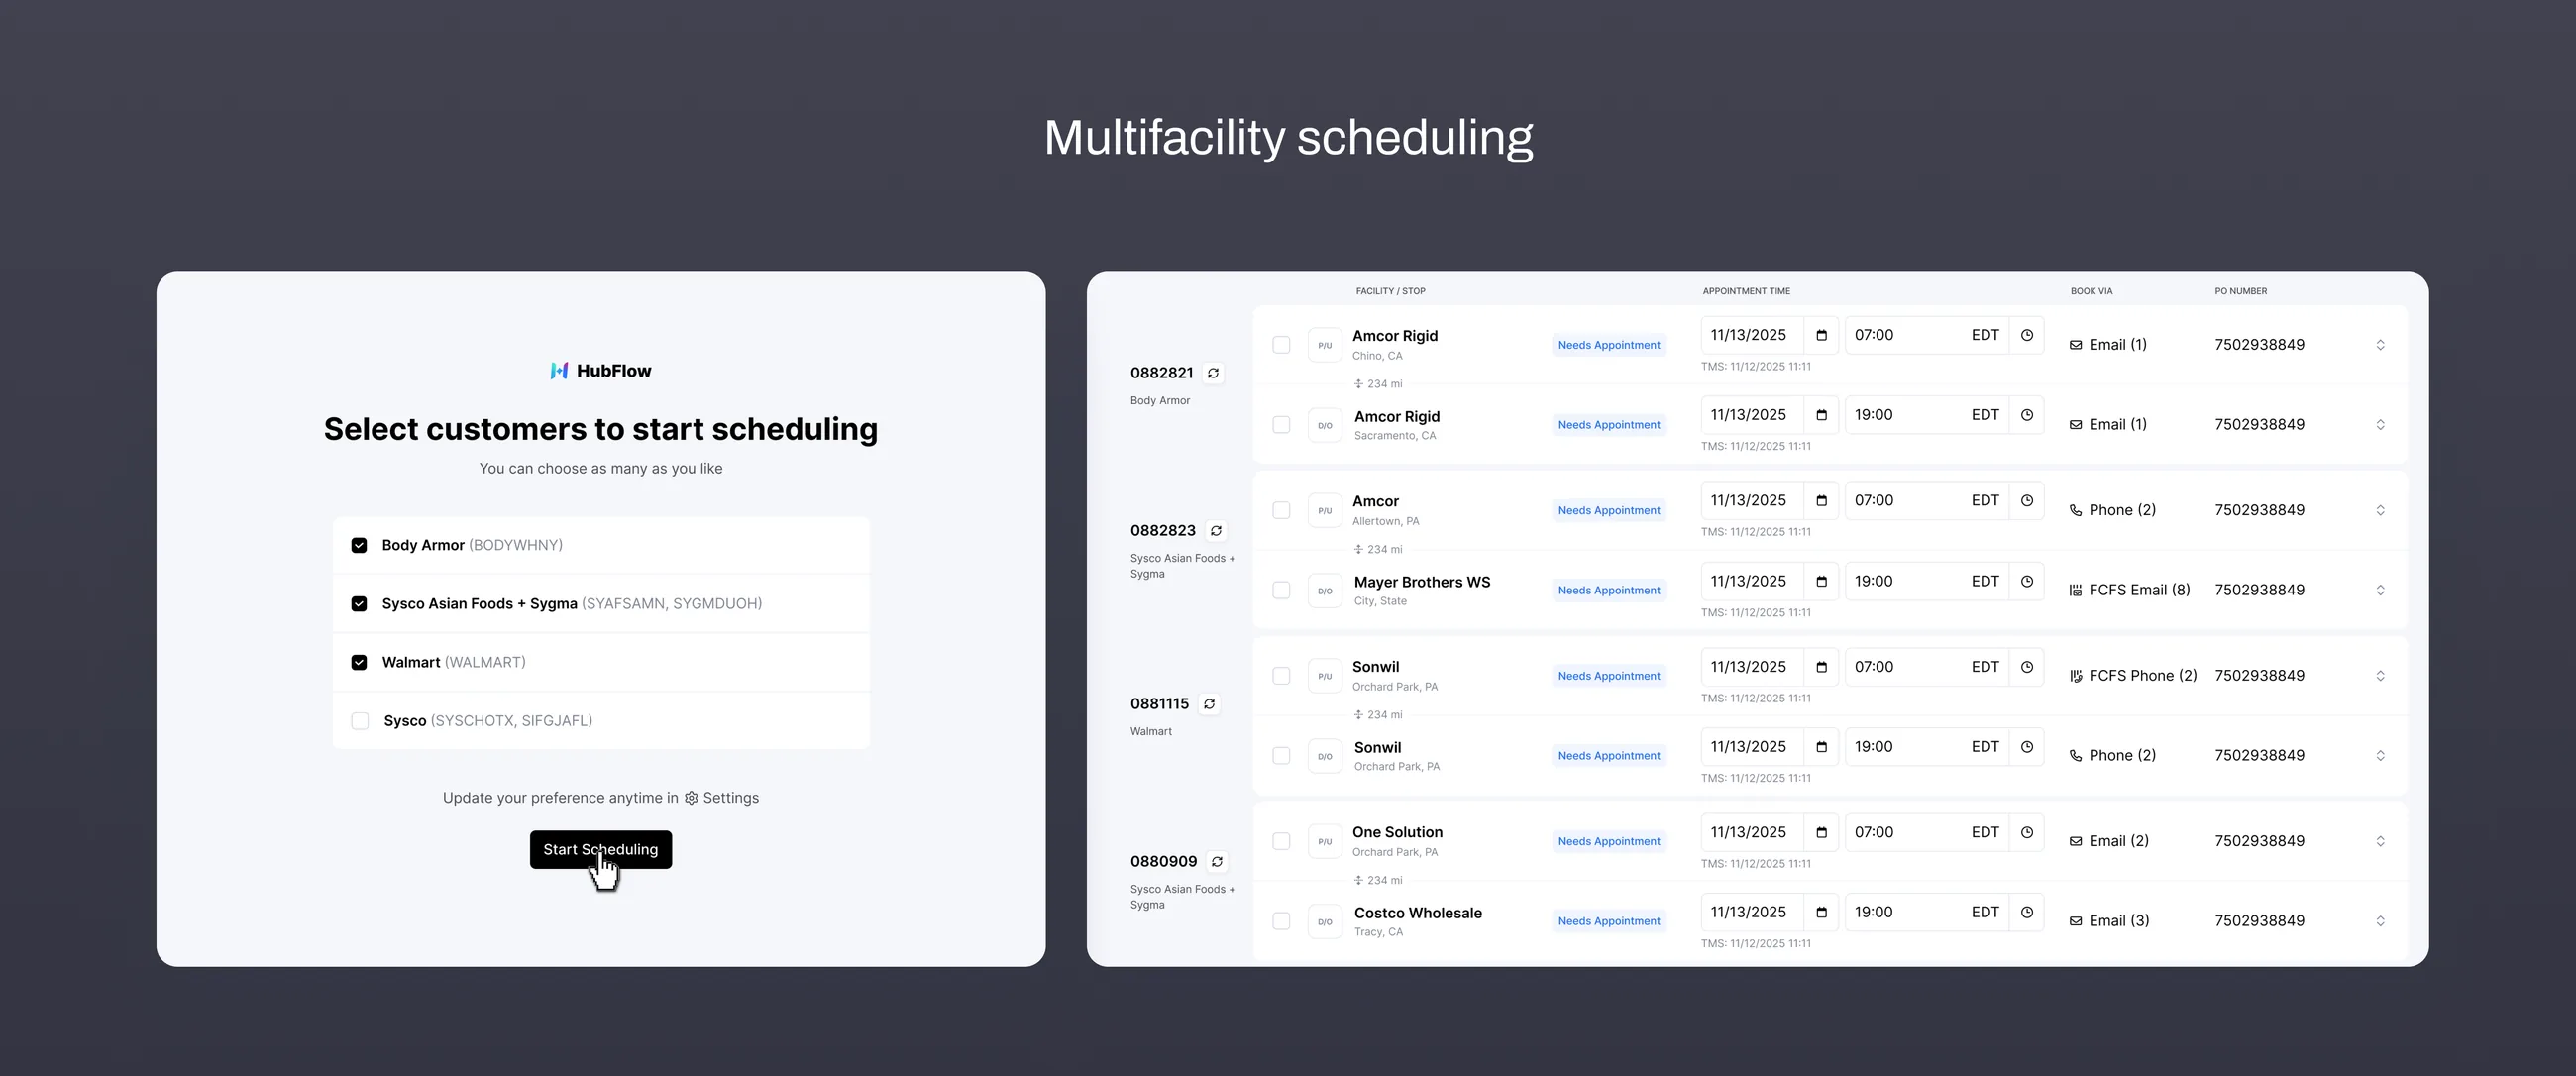 Multifacility scheduling
HubFlow
Select customers to start scheduling
You can choose as many as you like
Body Armor (BODYWHNY)
Sysco Asian Foods + Sygma (SYAFSAMN, SYGMDUOH)
Walmart (WALMART)
Sysco (SYSCHOTX, SIFGJAFL)
Update your preference anytime in Settings
Start Scheduling
FACILITY / STOP APPOINTMENT TIME BOOK VIA PO NUMBER
0882821
Body Armor
P/U Amcor Rigid Needs Appointment 11/13/2025 07:00 EDT Email (1) 7502938849
Chino, CA
TMS: 11/12/2025 11:11
234 mi
D/O Amcor Rigid Needs Appointment 11/13/2025 19:00 EDT Email (1) 7502938849
Sacramento, CA
TMS: 11/12/2025 11:11
0882823
Sysco Asian Foods +
Sygma
P/U Amcor Needs Appointment 11/13/2025 07:00 EDT Phone (2) 7502938849
Allertown, PA
TMS: 11/12/2025 11:11
234 mi
D/O Mayer Brothers WS Needs Appointment 11/13/2025 19:00 EDT FCFS Email (8) 7502938849
City, State
TMS: 11/12/2025 11:11
0881115
Walmart
P/U Sonwil Needs Appointment 11/13/2025 07:00 EDT FCFS Phone (2) 7502938849
Orchard Park, PA
TMS: 11/12/2025 11:11
234 mi
D/O Sonwil Needs Appointment 11/13/2025 19:00 EDT Phone (2) 7502938849
Orchard Park, PA
TMS: 11/12/2025 11:11
0880909
Sysco Asian Foods +
Sygma
P/U One Solution Needs Appointment 11/13/2025 07:00 EDT Email (2) 7502938849
Orchard Park, PA
TMS: 11/12/2025 11:11
234 mi
D/O Costco Wholesale Needs Appointment 11/13/2025 19:00 EDT Email (3) 7502938849
Tracy, CA
TMS: 11/12/2025 11:11